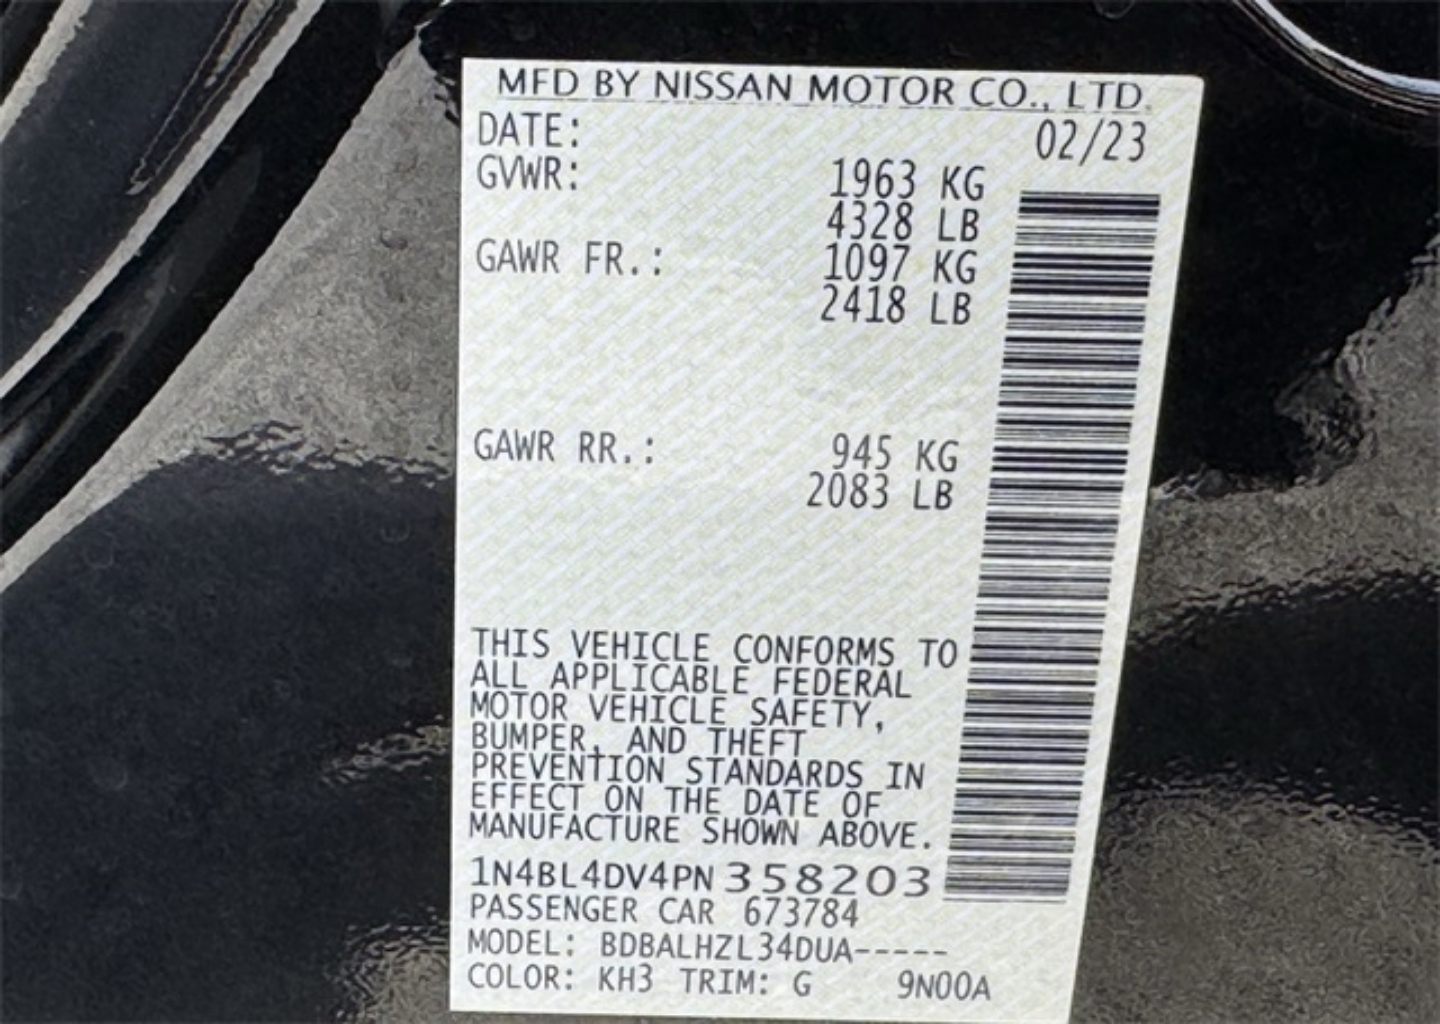 MFD BY NISSAN MOTOR CO., LTD.
DATE: 02/23
GVWR: 1963 KG
4328 LB
GAWR FR.: 1097 KG
2418 LB
GAWR RR.: 945 KG
2083 LB
THIS VEHICLE CONFORMS TO
ALL APPLICABLE FEDERAL
MOTOR VEHICLE SAFETY,
BUMPER, AND THEFT
PREVENTION STANDARDS IN
EFFECT ON THE DATE OF
MANUFACTURE SHOWN ABOVE.
1N4BL4DV4PN358203
PASSENGER CAR 673784
MODEL: BDBALHZL34DUA-----
COLOR: KH3 TRIM: G 9N00A